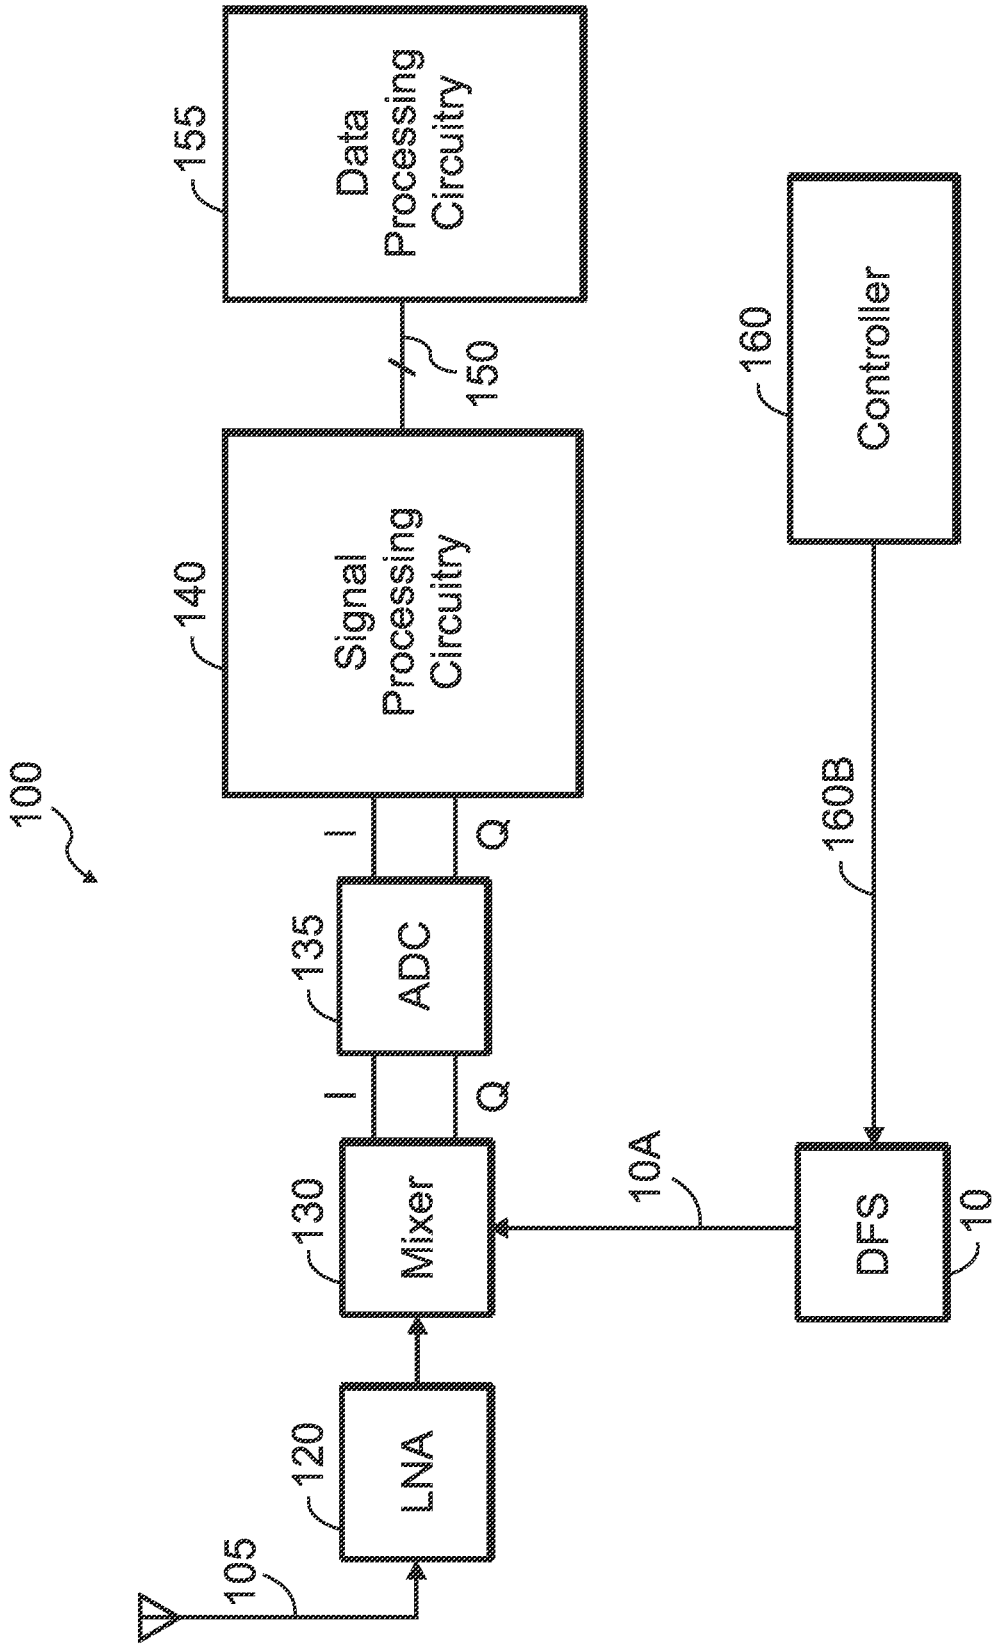 100
105
120
LNA
130
Mixer
I
Q
135
ADC
I
Q
140
Signal
Processing
Circuitry
150
155
Data
Processing
Circuitry
10A
DFS
10
160B
160
Controller